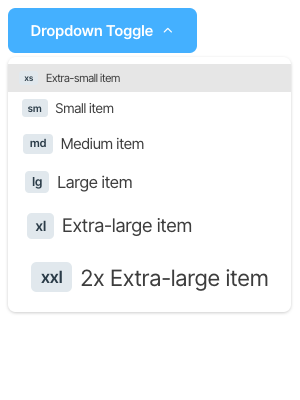 Dropdown Toggle
xs Extra-small item
sm Small item
md Medium item
lg Large item
xl Extra-large item
xxl 2x Extra-large item